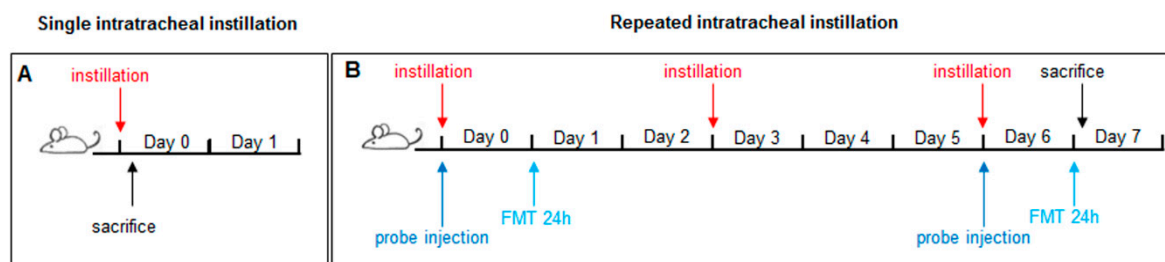 Single intratracheal instillation
Repeated intratracheal instillation
A
instillation
Day 0 Day 1
sacrifice
B
instillation instillation instillation sacrifice
Day 0 Day 1 Day 2 Day 3 Day 4 Day 5 Day 6 Day 7
FMT 24h FMT 24h
probe injection probe injection